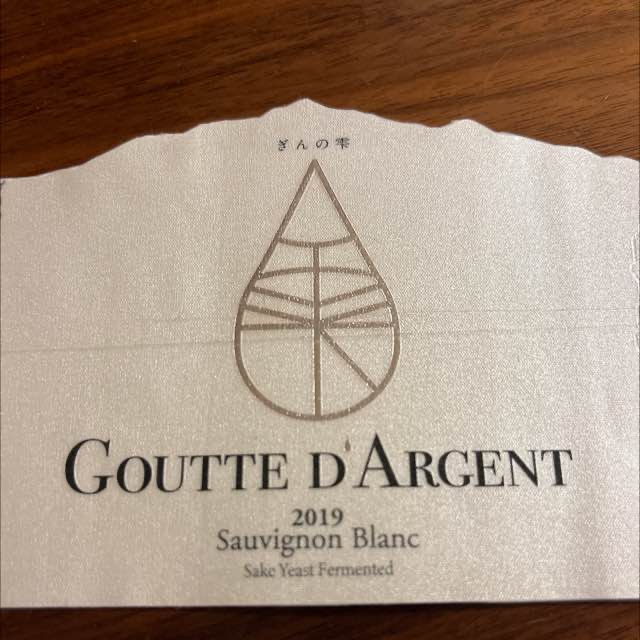 ぎんの雫
GOUTTE D'ARGENT
2019
Sauvignon Blanc
Sake Yeast Fermented